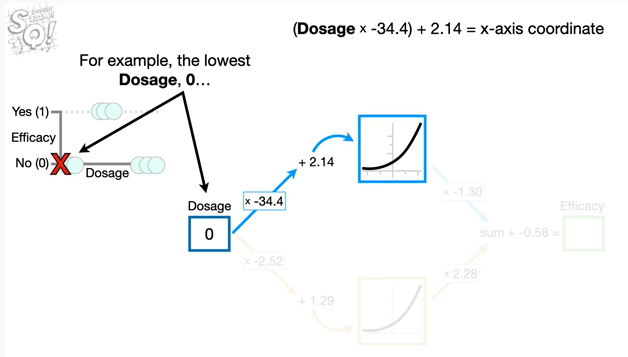 SQ!
(Dosage x -34.4) + 2.14 = x-axis coordinate
For example, the lowest
Dosage, 0…
Yes (1)
Efficacy
No (0)
Dosage
+ 2.14
x -34.4
Dosage
0
x -1.30
Efficacy
sum + -0.58 =
x -2.52
x 2.28
+ 1.29